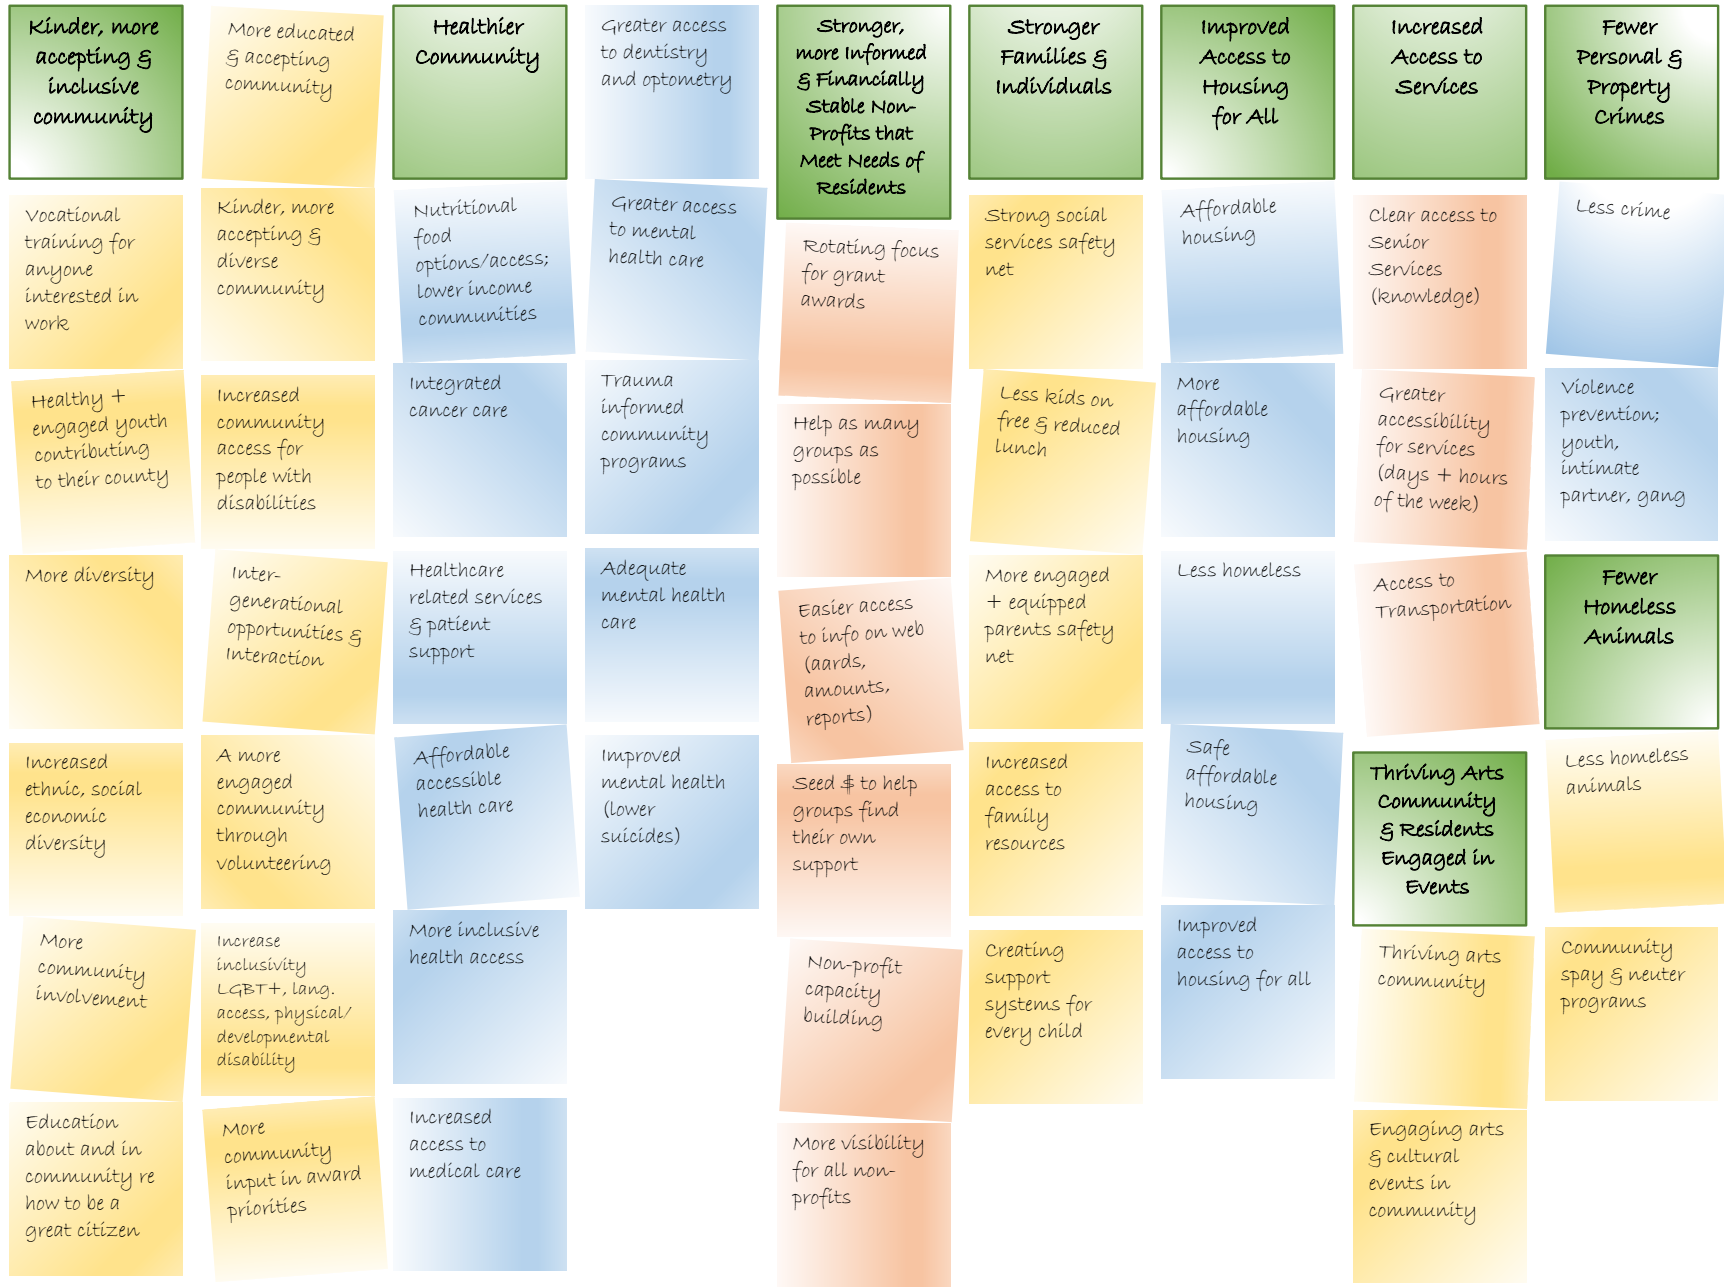 Kinder, more
accepting &
inclusive
community
Vocational
training for
anyone
interested in
work
Healthy +
engaged youth
contributing
to their county
More diversity
Increased
ethnic, social
economic
diversity
More
community
involvement
Education
about and in
community re
how to be a
great citizen
More educated
& accepting
community
Kinder, more
accepting &
diverse
community
Increased
community
access for
people with
disabilities
Inter-
generational
opportunities &
Interaction
A more
engaged
community
through
volunteering
Increase
inclusivity
LGBT+, lang.
access, physical/
developmental
disability
More
community
input in award
priorities
Healthier
Community
Nutritional
food
options/access;
lower income
communities
Integrated
cancer care
Healthcare
related services
& patient
support
Affordable
accessible
health care
More inclusive
health access
Increased
access to
medical care
Greater access
to dentistry
and optometry
Greater access
to mental
health care
Trauma
informed
community
programs
Adequate
mental health
care
Improved
mental health
(lower
suicides)
Stronger,
more Informed
& Financially
Stable Non-
Profits that
Meet Needs of
Residents
Rotating focus
for grant
awards
Help as many
groups as
possible
Easier access
to info on web
(aards,
amounts,
reports)
Seed $ to help
groups find
their own
support
Non-profit
capacity
building
More visibility
for all non-
profits
Stronger
Families &
Individuals
Strong social
services safety
net
Less kids on
free & reduced
lunch
More engaged
+ equipped
parents safety
net
Increased
access to
family
resources
Creating
support
systems for
every child
Improved
Access to
Housing
for All
Affordable
housing
More
affordable
housing
Less homeless
Safe
affordable
housing
Improved
access to
housing for all
Increased
Access to
Services
Clear access to
Senior
Services
(knowledge)
Greater
accessibility
for services
(days + hours
of the week)
Access to
Transportation
Thriving Arts
Community
& Residents
Engaged in
Events
Thriving arts
community
Engaging arts
& cultural
events in
community
Fewer
Personal &
Property
Crimes
Less crime
Violence
prevention;
youth,
intimate
partner, gang
Fewer
Homeless
Animals
Less homeless
animals
Community
spay & neuter
programs